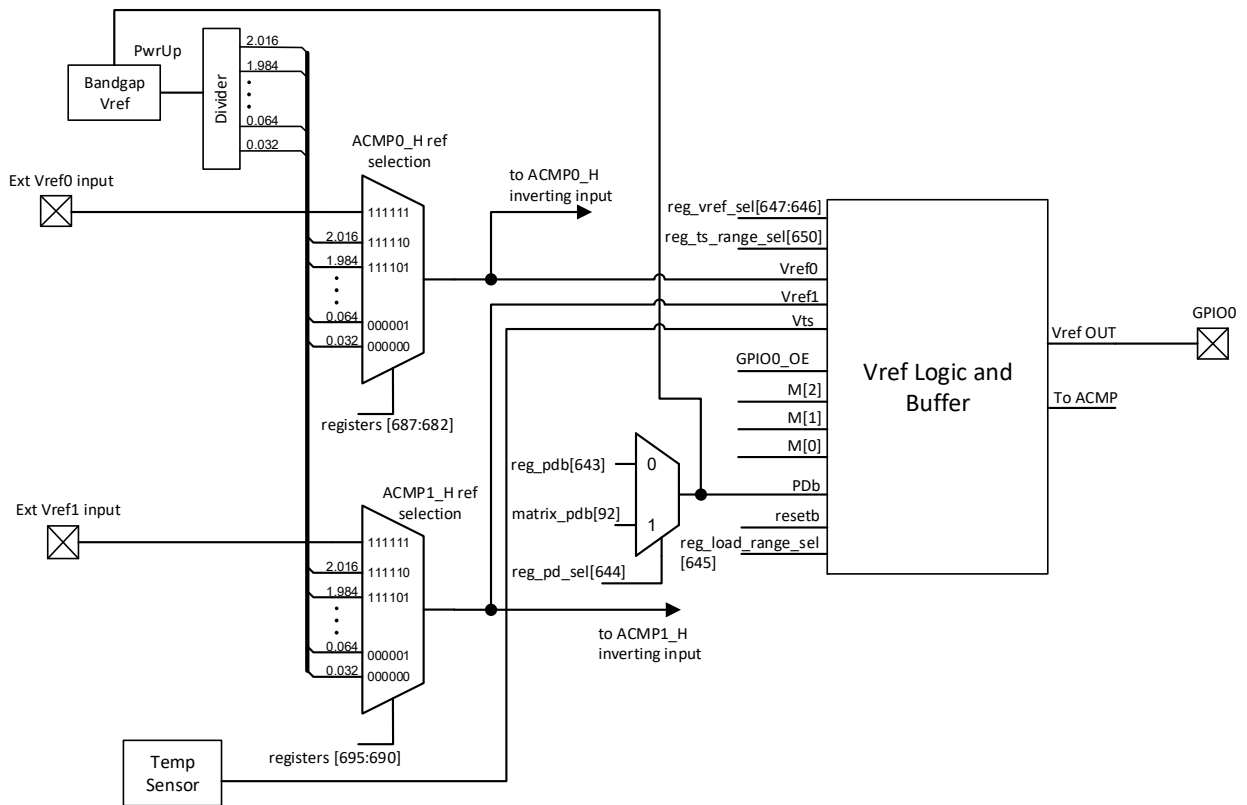 PwrUp
Bandgap
Vref
Divider
2.016
1.984
0.064
0.032
Ext Vref0 input
ACMP0_H ref
selection
111111
2.016
111110
1.984
111101
0.064
000001
0.032
000000
registers [687:682]
to ACMP0_H
inverting input
Ext Vref1 input
ACMP1_H ref
selection
111111
2.016
111110
1.984
111101
0.064
000001
0.032
000000
registers [695:690]
to ACMP1_H
inverting input
Temp
Sensor
reg_pdb[643]
0
matrix_pdb[92]
1
reg_pd_sel[644]
reg_vref_sel[647:646]
reg_ts_range_sel[650]
Vref0
Vref1
Vts
GPIO0_OE
M[2]
M[1]
M[0]
PDb
resetb
reg_load_range_sel
[645]
Vref Logic and
Buffer
Vref OUT
To ACMP
GPIO0